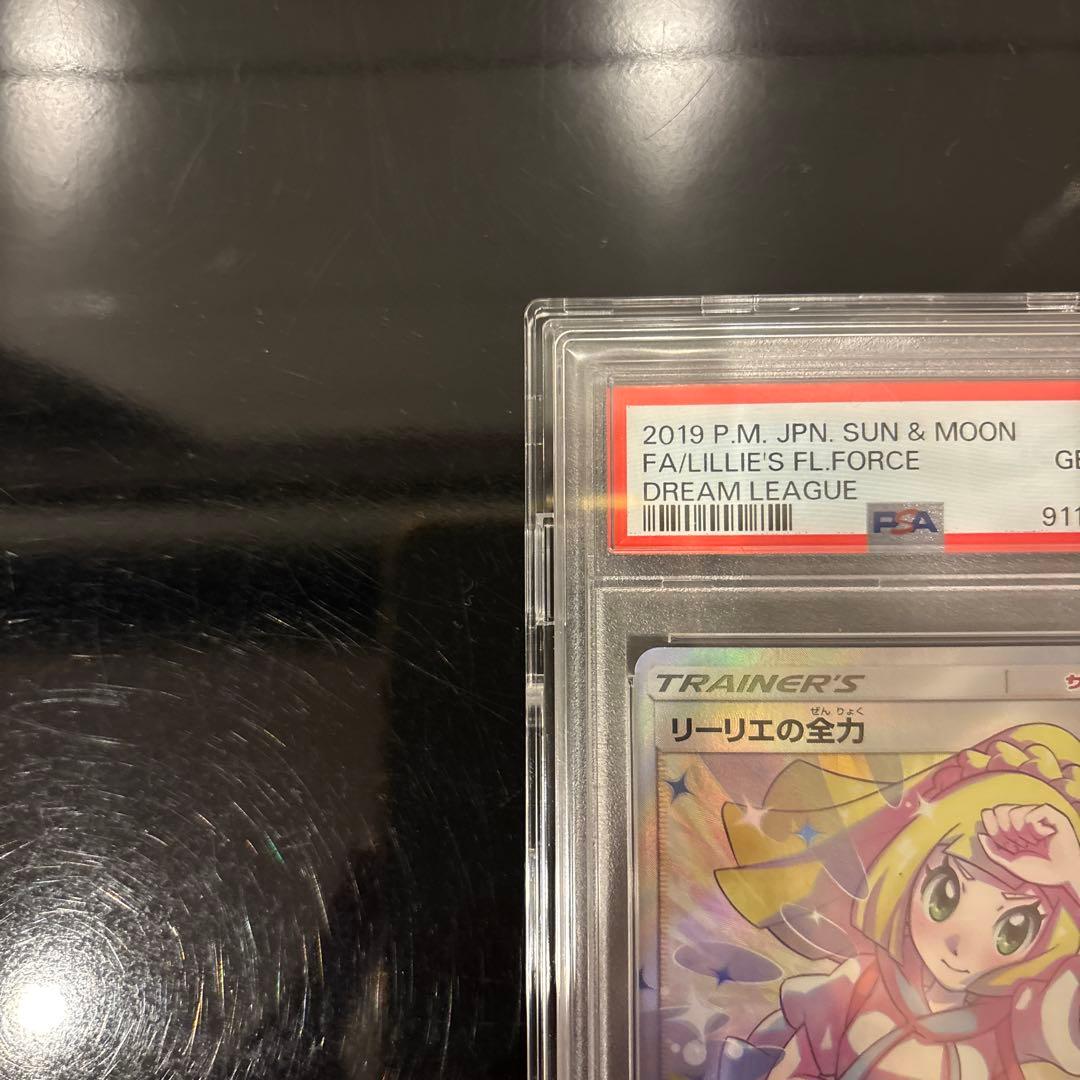 2019 P.M. JPN. SUN & MOON
FA/LILLIE'S FL.FORCE
DREAM LEAGUE
PSA
TRAINER'S
ぜんりょく
リーリエの全力